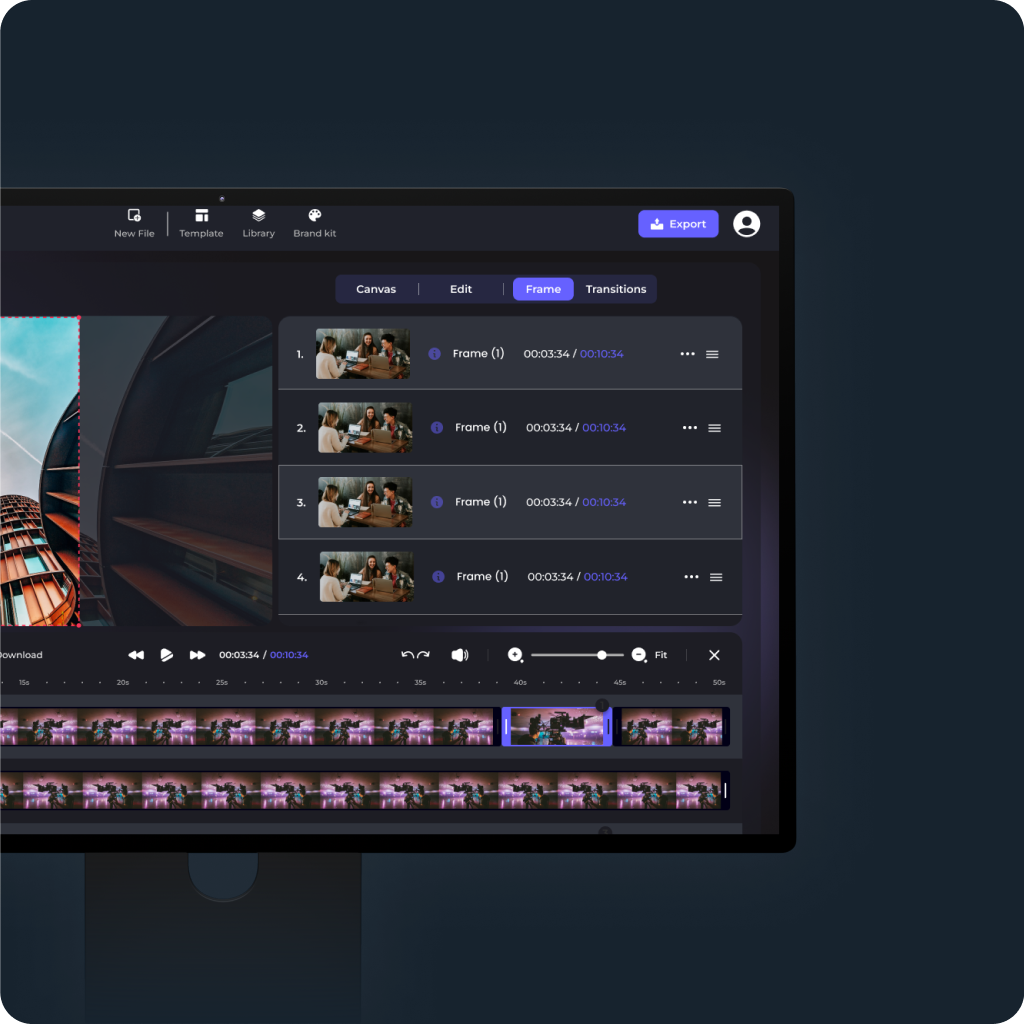 New File
Template
Library
Brand kit
Export
Canvas
Edit
Frame
Transitions
1. Frame (1) 00:03:34 / 00:10:34
2. Frame (1) 00:03:34 / 00:10:34
3. Frame (1) 00:03:34 / 00:10:34
4. Frame (1) 00:03:34 / 00:10:34
ownload 00:03:34 / 00:10:34 Fit
15s 20s 25s 30s 35s 40s 45s 50s